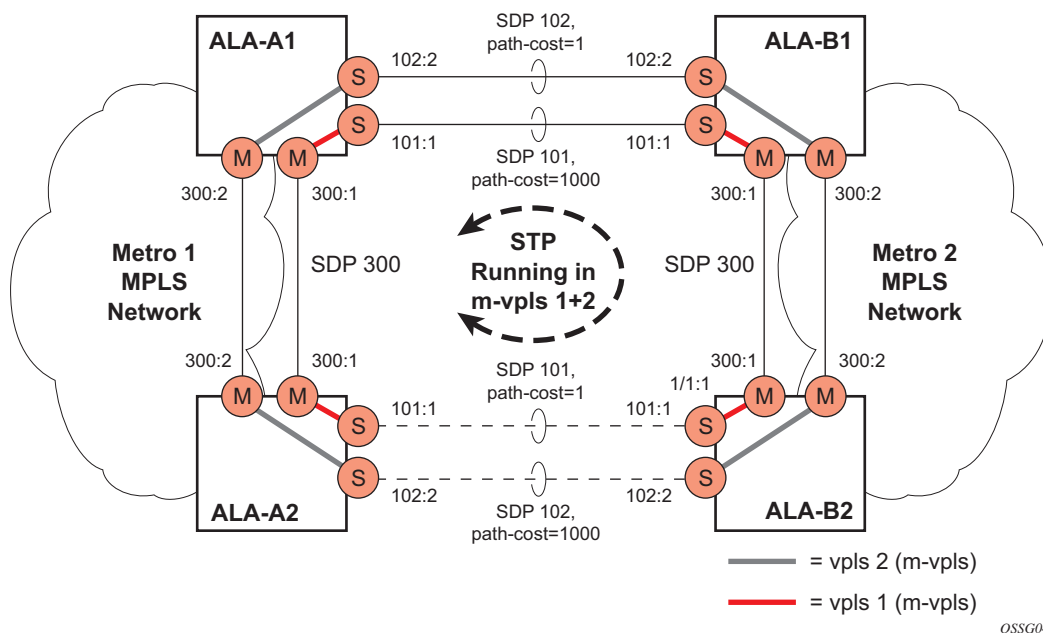 SDP 102,
path-cost=1
ALA-A1
ALA-B1
102:2
102:2
S
S
S
S
101:1
101:1
M
M
M
M
SDP 101,
path-cost=1000
300:2
300:1
300:1
300:2
Metro 1
MPLS
Network
SDP 300
STP
Running in
m-vpls 1+2
SDP 300
Metro 2
MPLS
Network
300:2
300:1
SDP 101,
path-cost=1
300:1
300:2
1/1:1
M
M
M
M
101:1
101:1
S
S
S
S
102:2
102:2
SDP 102,
path-cost=1000
ALA-A2
ALA-B2
= vpls 2 (m-vpls)
= vpls 1 (m-vpls)